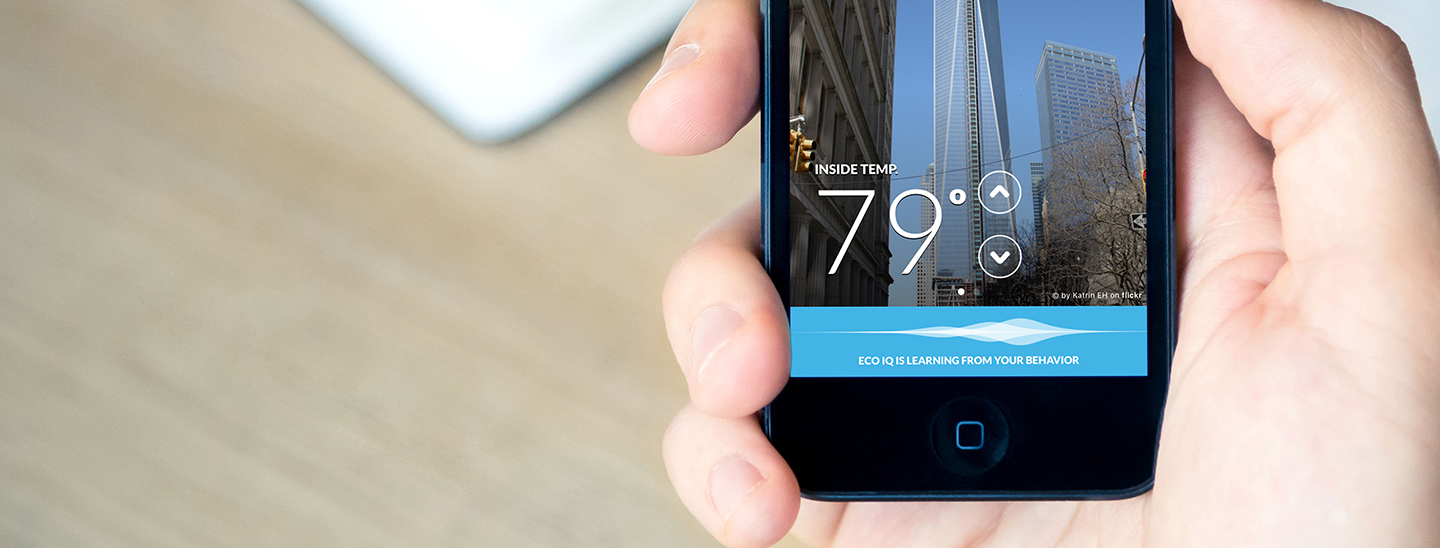 INSIDE TEMP.
79°
© by Katrin EH on flickr
ECO IQ IS LEARNING FROM YOUR BEHAVIOR